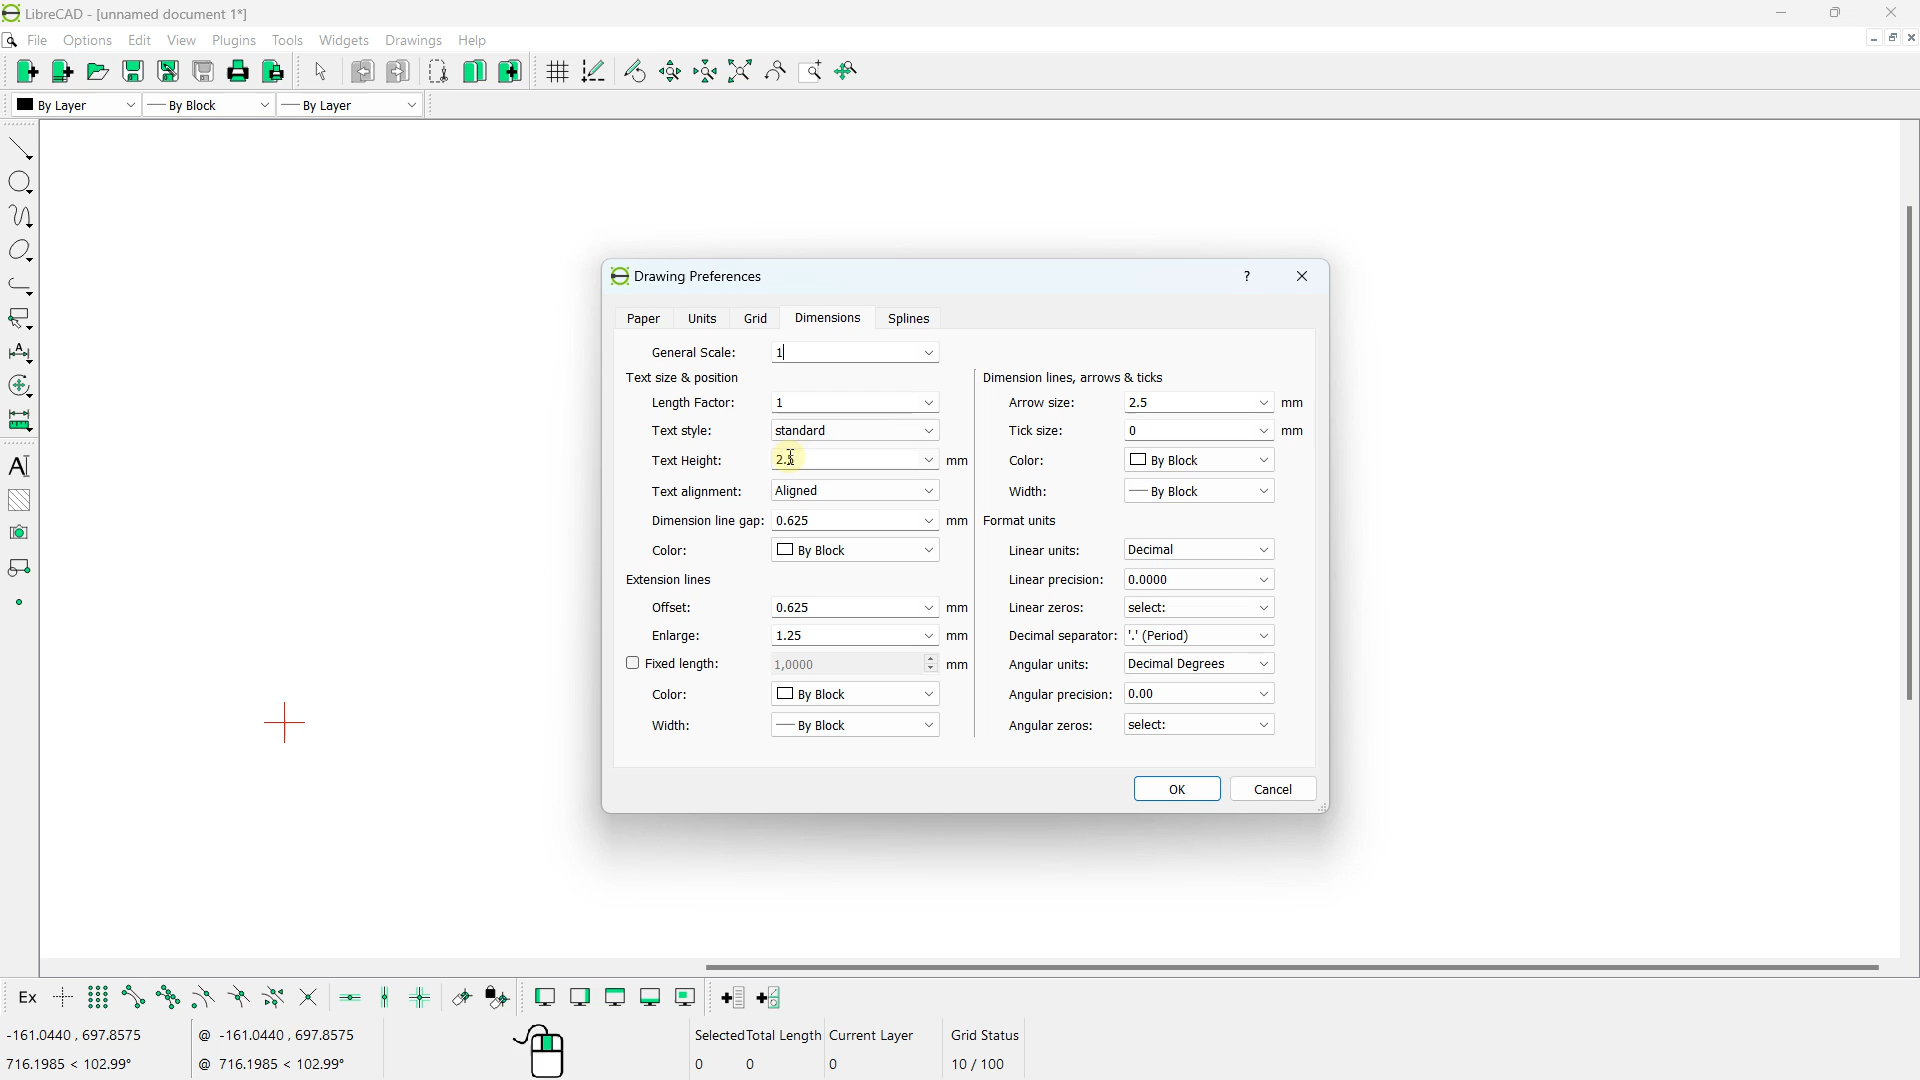 LibreCAD - [unnamed document 1*]
File Options Edit View Plugins Tools Widgets Drawings Help
By Layer By Block By Layer
Drawing Preferences ?
Paper Units Grid Dimensions Splines
General Scale: 1
Text size & position
Length Factor: 1
Text style: standard
Text Height: 2.5 mm
Text alignment: Aligned
Dimension line gap: 0.625 mm
Color: By Block
Extension lines
Offset: 0.625 mm
Enlarge: 1.25 mm
Fixed length: 1,0000 mm
Color: By Block
Width: By Block
Dimension lines, arrows & ticks
Arrow size: 2.5 mm
Tick size: 0 mm
Color: By Block
Width: By Block
Format units
Linear units: Decimal
Linear precision: 0.0000
Linear zeros: select:
Decimal separator: '.' (Period)
Angular units: Decimal Degrees
Angular precision: 0.00
Angular zeros: select:
OK Cancel
A
A
Ex
-161.0440 , 697.8575 @ -161.0440 , 697.8575 Selected Total Length Current Layer Grid Status
716.1985 < 102.99° @ 716.1985 < 102.99° 0 0 0 10 / 100